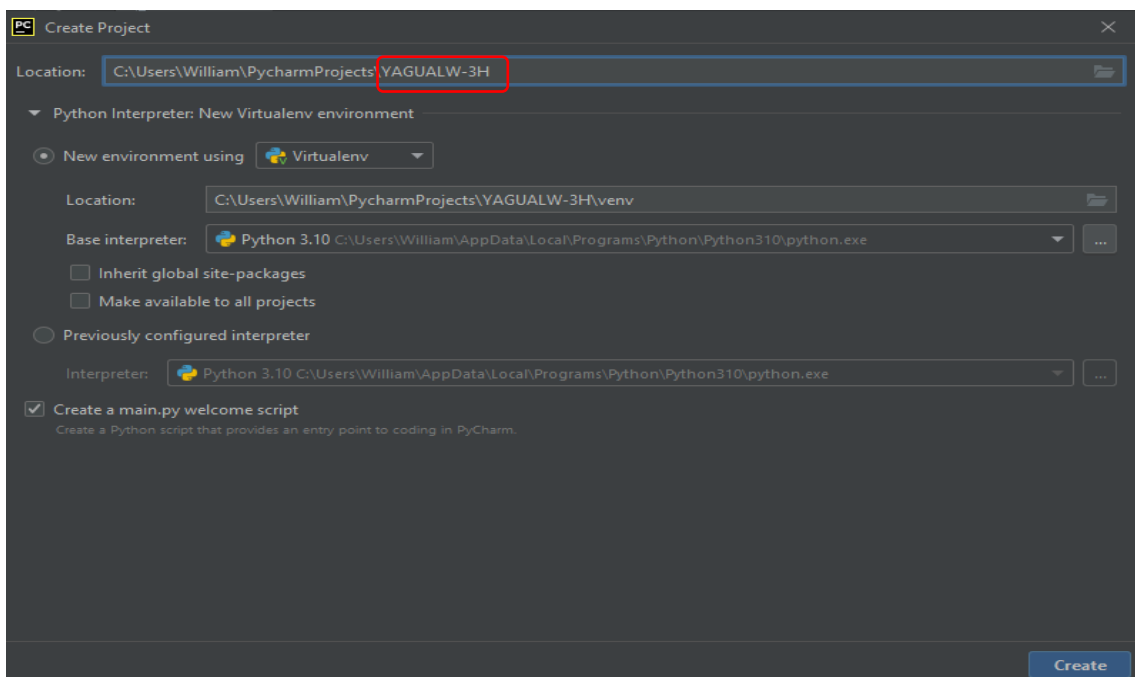 PC Create Project
Location: C:\Users\William\PycharmProjects\YAGUALW-3H
Python Interpreter: New Virtualenv environment
New environment using Virtualenv
Location: C:\Users\William\PycharmProjects\YAGUALW-3H\venv
Base interpreter: Python 3.10 C:\Users\William\AppData\Local\Programs\Python\Python310\python.exe ...
Inherit global site-packages
Make available to all projects
Previously configured interpreter
Interpreter: Python 3.10 C:\Users\William\AppData\Local\Programs\Python\Python310\python.exe ...
Create a main.py welcome script
Create a Python script that provides an entry point to coding in PyCharm.
Create